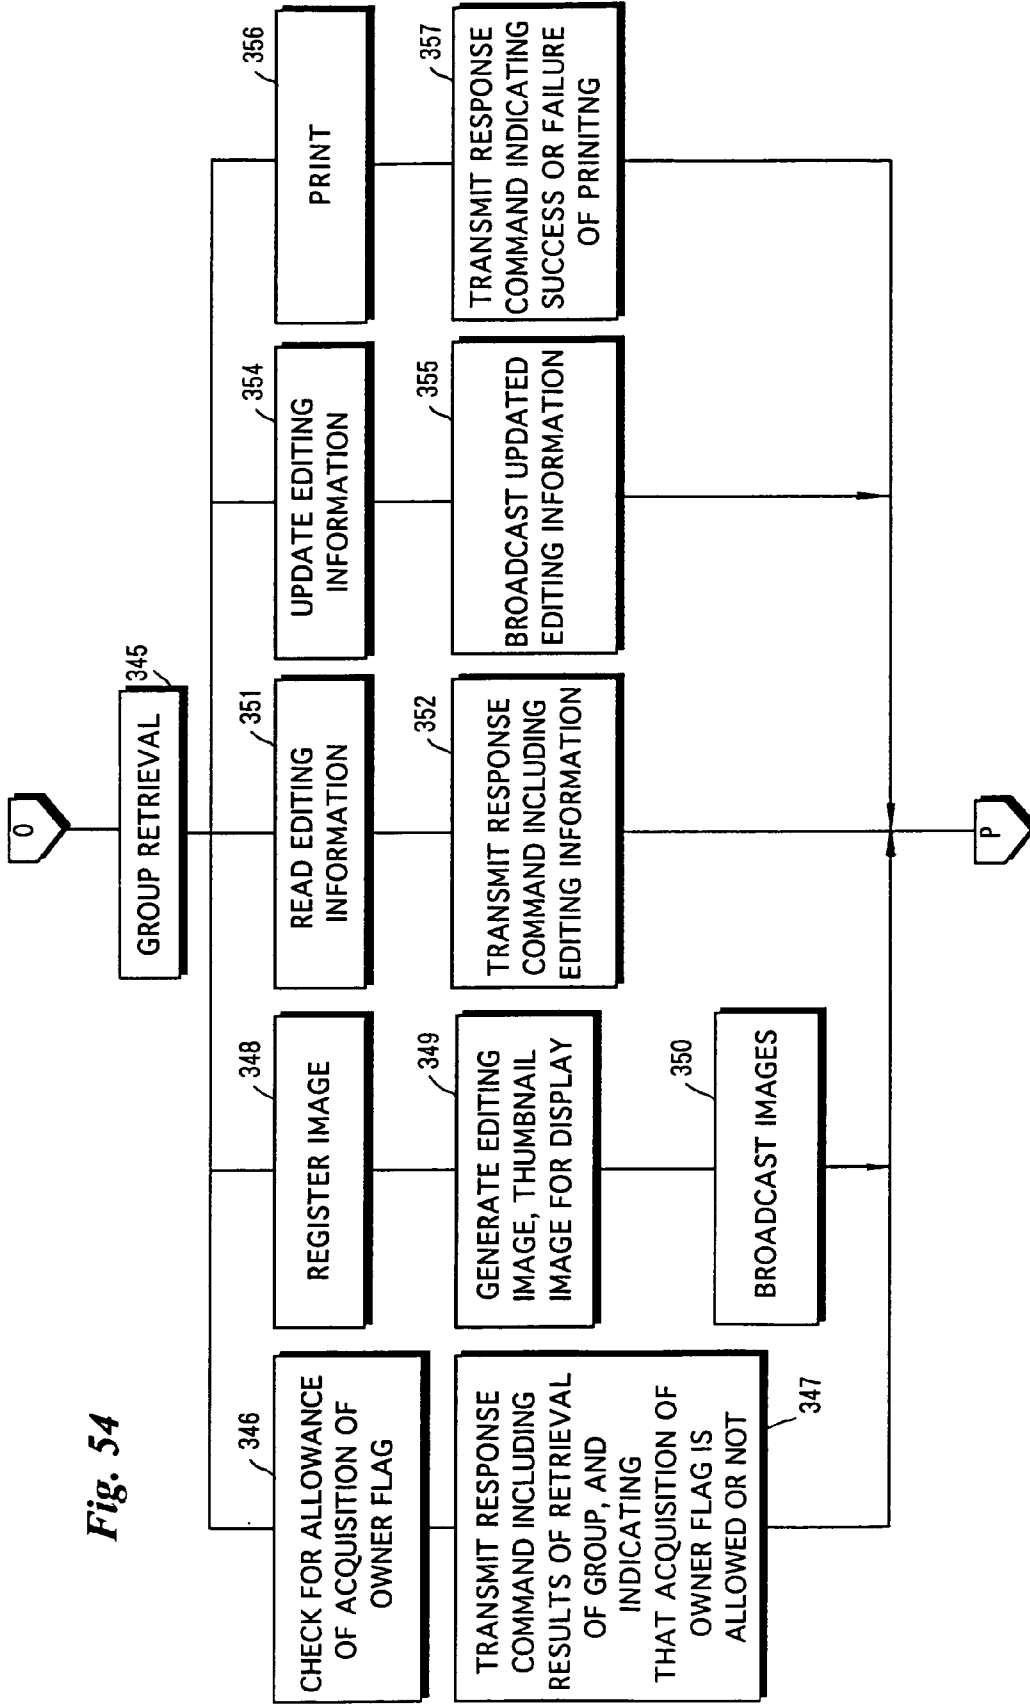 Fig. 54
O
GROUP RETRIEVAL
345
CHECK FOR ALLOWANCE
OF ACQUISITION OF
OWNER FLAG
346
TRANSMIT RESPONSE
COMMAND INCLUDING
RESULTS OF RETRIEVAL
OF GROUP, AND
INDICATING
THAT ACQUISITION OF
OWNER FLAG IS
ALLOWED OR NOT
347
REGISTER IMAGE
348
GENERATE EDITING
IMAGE, THUMBNAIL
IMAGE FOR DISPLAY
349
BROADCAST IMAGES
350
READ EDITING
INFORMATION
351
TRANSMIT RESPONSE
COMMAND INCLUDING
EDITING INFORMATION
352
UPDATE EDITING
INFORMATION
354
BROADCAST UPDATED
EDITING INFORMATION
355
PRINT
356
TRANSMIT RESPONSE
COMMAND INDICATING
SUCCESS OR FAILURE
OF PRINITNG
357
P